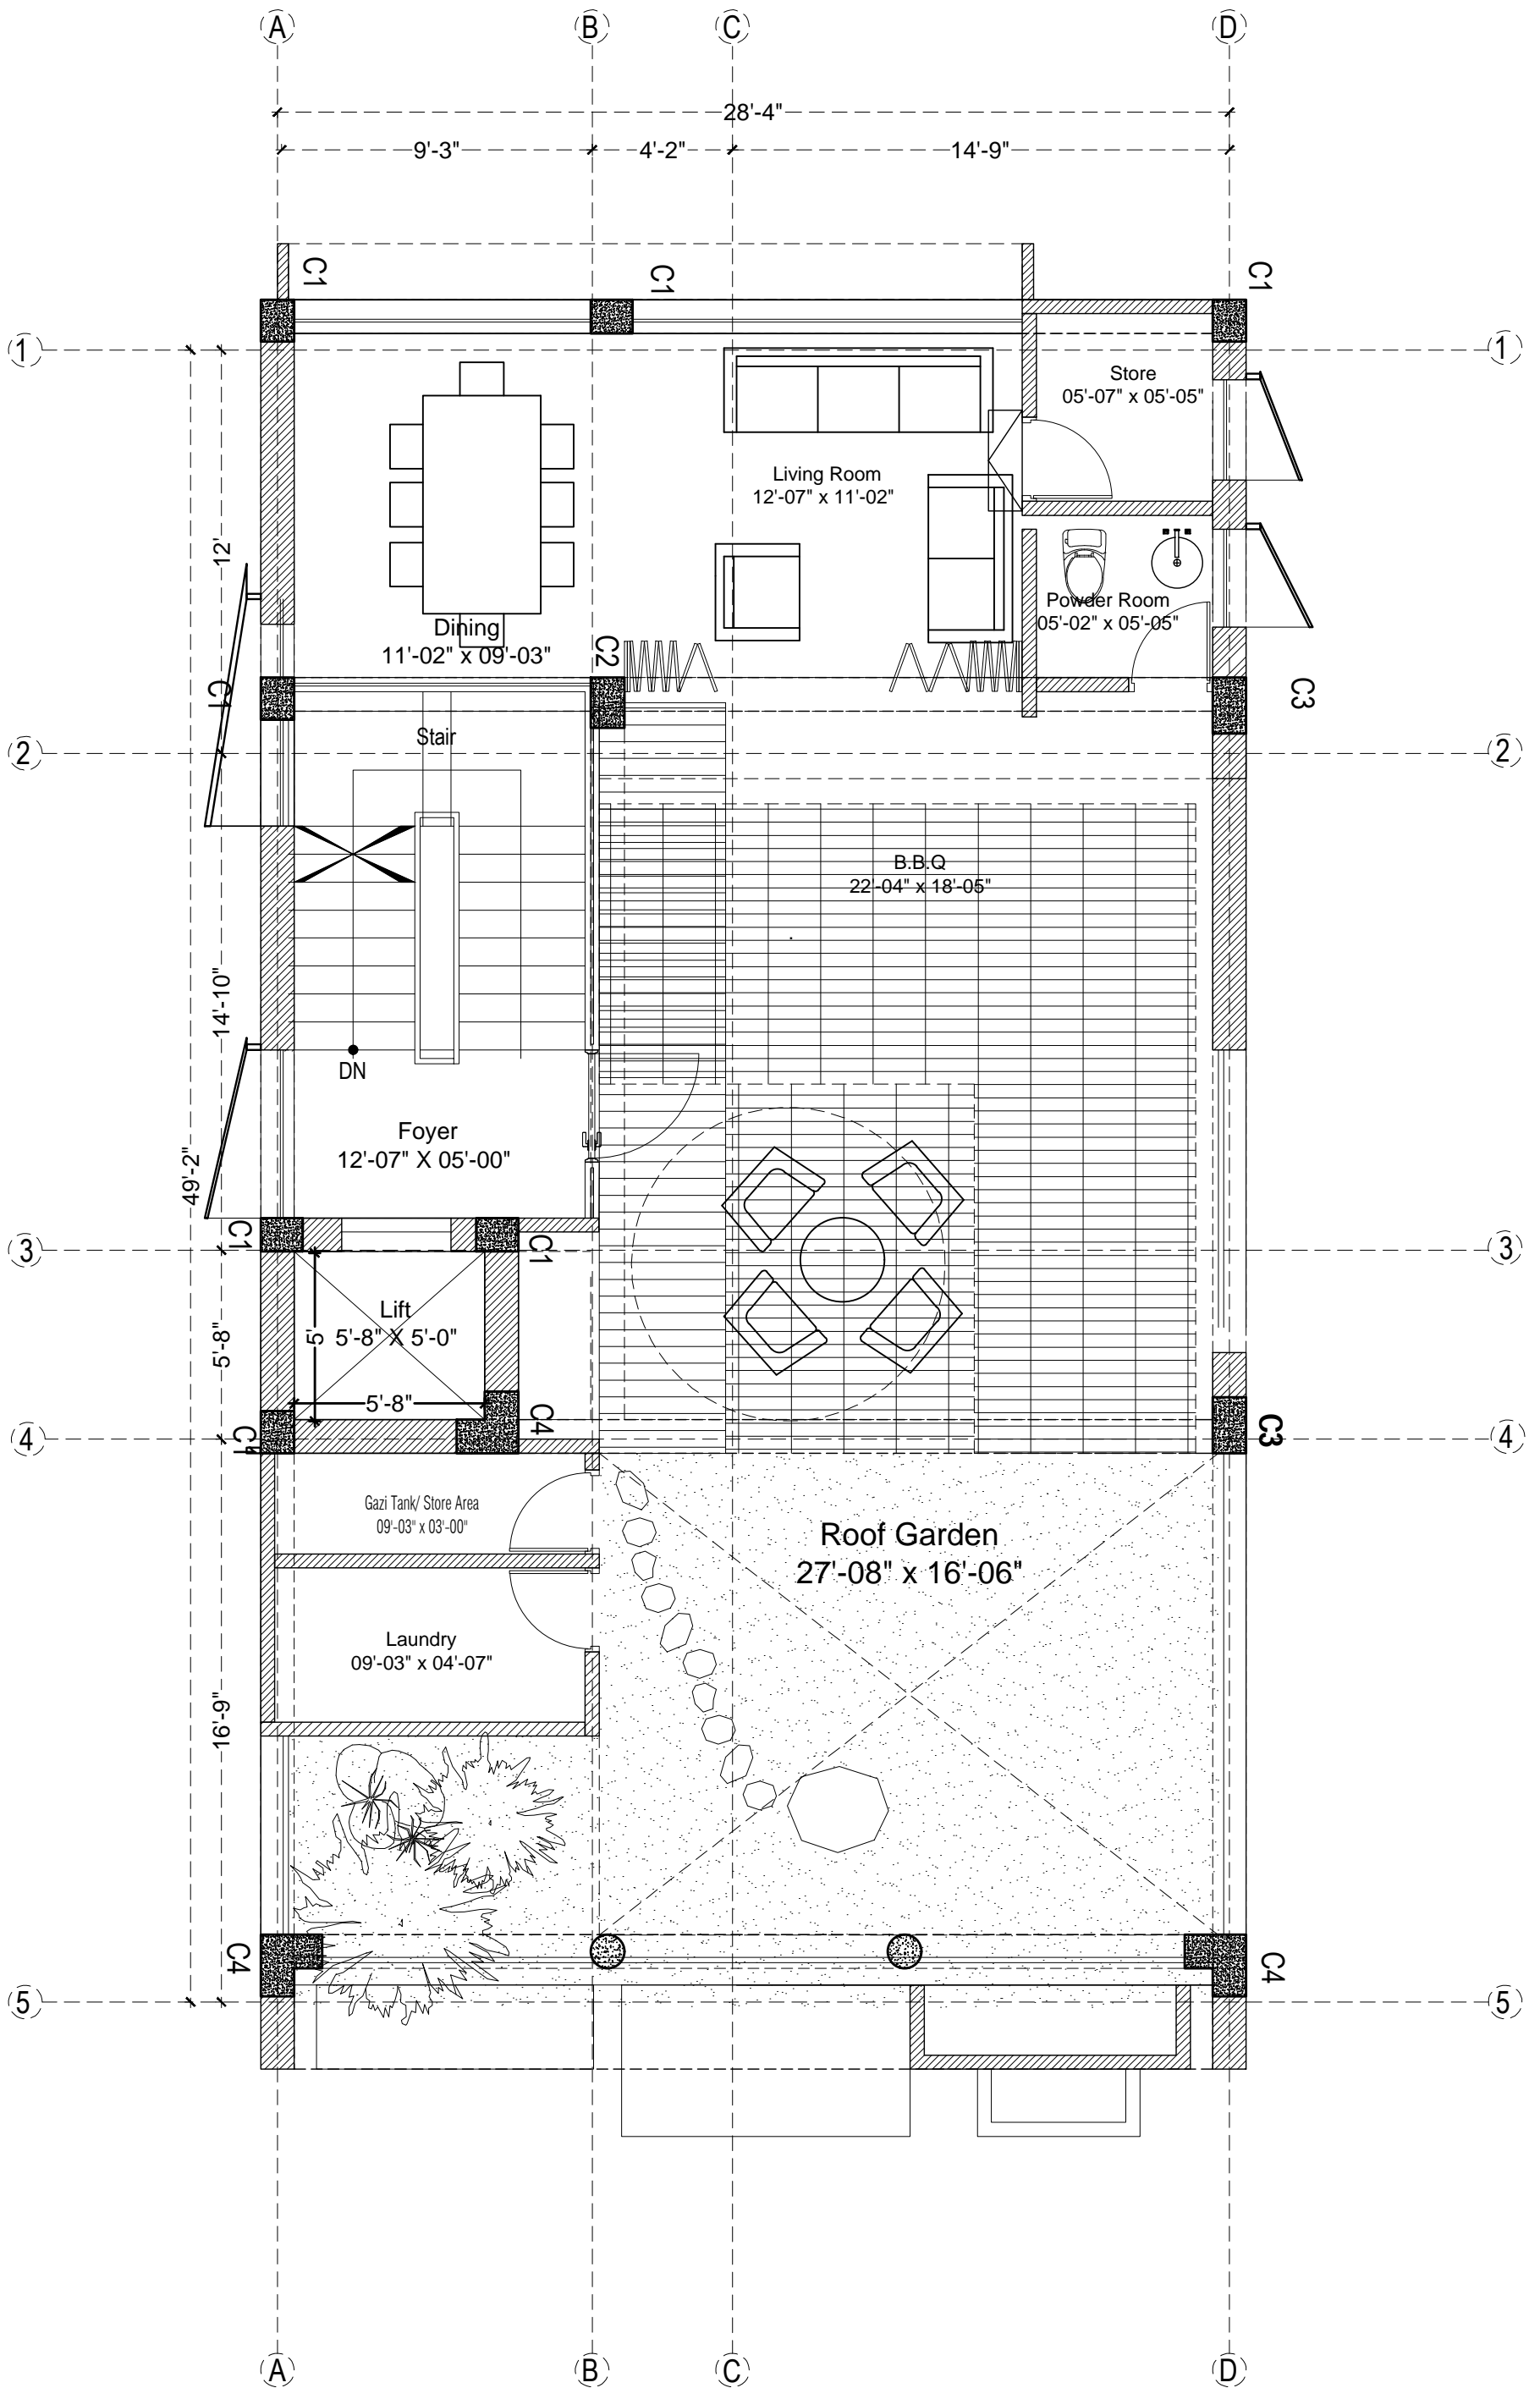 A B C D
28'-4"
9'-3" 4'-2" 14'-9"
C1 C1 C1
1 1
Store
05'-07" x 05'-05"
Living Room
12'-07" x 11'-02"
12'
Powder Room
05'-02" x 05'-05"
Dining
11'-02" x 09'-03"
C2
C1 C3
Stair
2 2
B.B.Q
22'-04" x 18'-05"
14'-10"
DN
Foyer
12'-07" X 05'-00"
49'-2"
C1 C1
3 3
Lift
5'-8" X 5'-0"
5'
5'-8"
5'-8"
C1 C4 C3
4 4
Gazi Tank/ Store Area
09'-03" x 03'-00"
Roof Garden
27'-08" x 16'-06"
Laundry
09'-03" x 04'-07"
16'-9"
C4 C4
5 5
A B C D